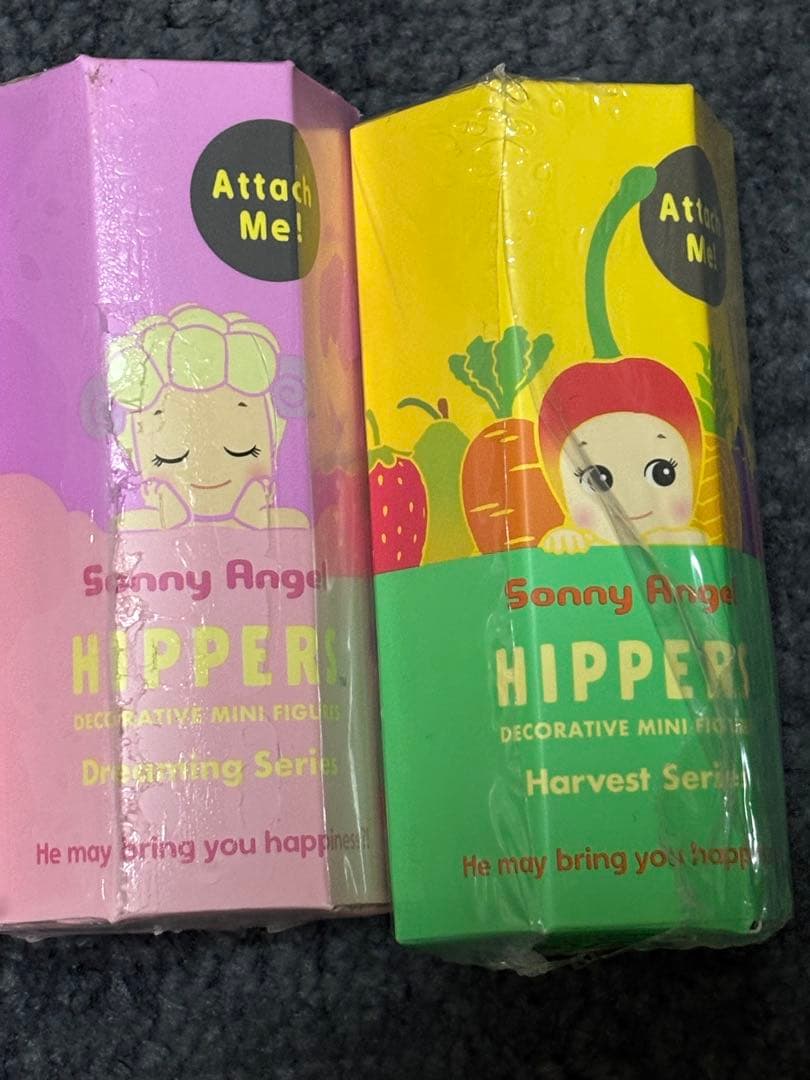 Attach
Me!
Sonny Angel
HIPPERS
DECORATIVE MINI FIGURES
Dreaming Series
He may bring you happiness!!
Attach
Me!
Sonny Angel
HIPPERS
DECORATIVE MINI
Harvest Series
He may bring you